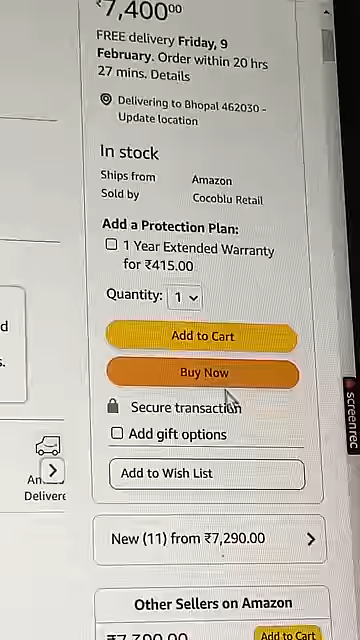 ₹7,400⁰⁰
FREE delivery Friday, 9
February. Order within 20 hrs
27 mins. Details
Delivering to Bhopal 462030 -
Update location
In stock
Ships from Amazon
Sold by Cocoblu Retail
Add a Protection Plan:
1 Year Extended Warranty
for ₹415.00
Quantity: 1
Add to Cart
Buy Now
Secure transaction
Add gift options
Add to Wish List
d
s.
Delivere
New (11) from ₹7,290.00
Other Sellers on Amazon
Add to Cart
screenrec